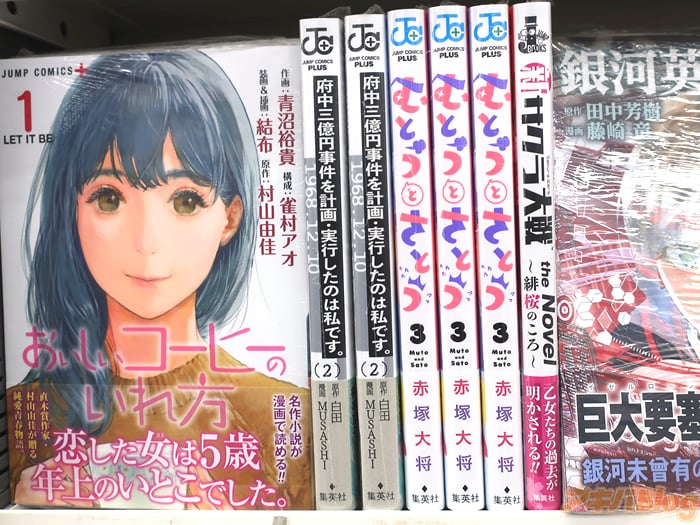 JUMP COMICS+
1
LET IT BE
作画:青沼裕貴 構成:雀村アオ
装画&挿画:結布 原作:村山由佳
おいしいコーヒーの
いれ方
名作小説が
漫画で読める!!
直木賞作家・
村山由佳が贈る
純愛青春物語
恋した女は5歳
年上のいとこでした。
J+C
JUMP COMICS
PLUS
府中三億円事件を計画・実行したのは私です。
1968.12.10
(2)
原作 白田
漫画 MUSASHI
集英社
J+C
JUMP COMICS
PLUS
府中三億円事件を計画・実行したのは私です。
1968.12.10
(2)
原作 白田
漫画 MUSASHI
集英社
J+C
JUMP COMICS
PLUS
むとうとさとう
3
Muto
and
Sato
赤塚大将
集英社
J+C
JUMP COMICS
PLUS
むとうとさとう
3
Muto
and
Sato
赤塚大将
集英社
J+C
JUMP COMICS
PLUS
むとうとさとう
3
Muto
and
Sato
赤塚大将
集英社
J BOOKS
新サクラ大戦
the Novel
~緋桜のころ~
乙女たちの過去が
明かされる!!
集英社
銀河英
原作 田中芳樹
漫画 藤崎竜
巨大要塞
銀河未曾有の